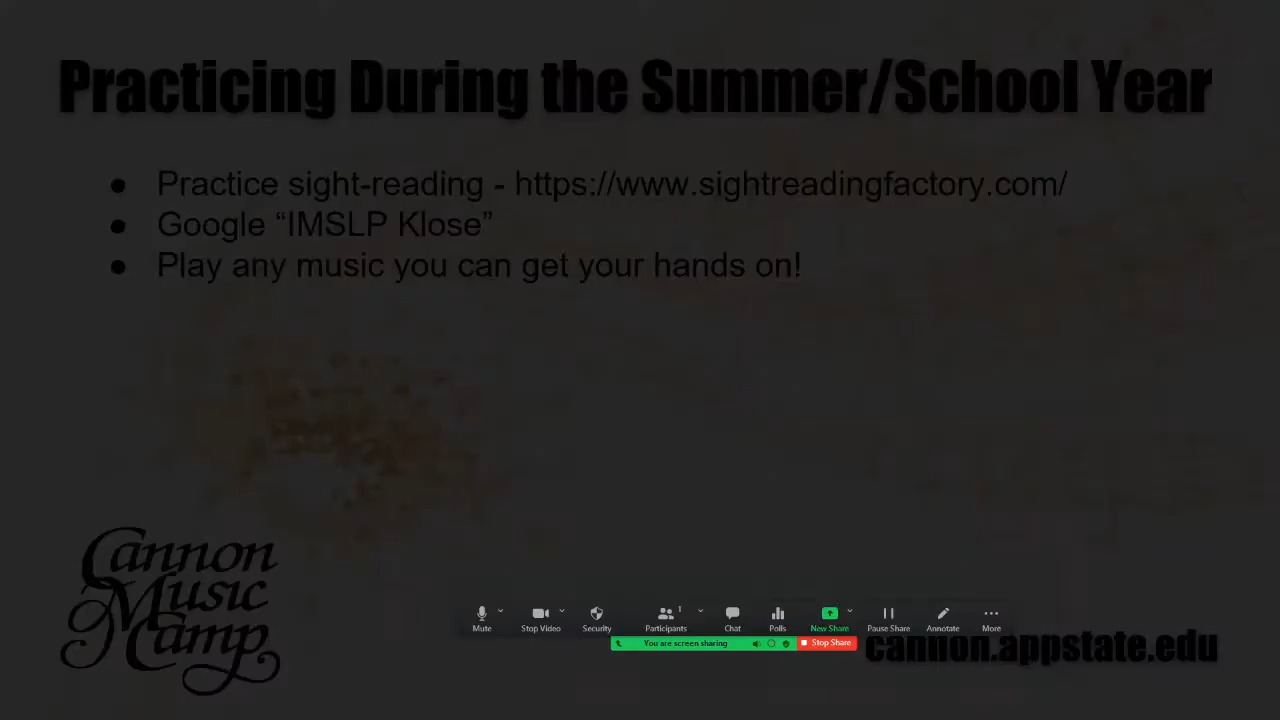 Practicing During the Summer/School Year
● Practice sight-reading - https://www.sightreadingfactory.com/
● Google “IMSLP Klose”
● Play any music you can get your hands on!
Cannon
Music
Camp
1
Mute Stop Video Security Participants Chat Polls New Share Pause Share Annotate More
You are screen sharing Stop Share
cannon.appstate.edu